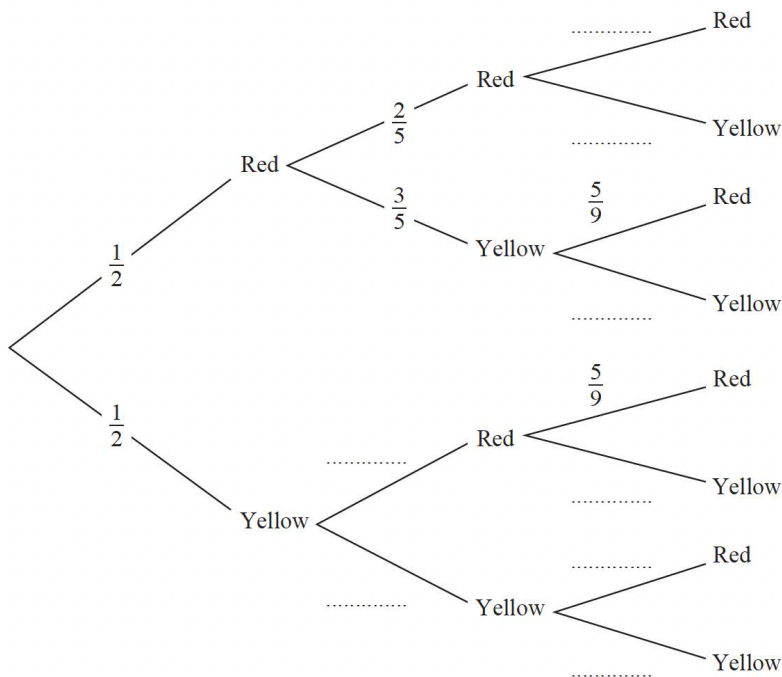 ............. Red
Red
2/5
............. Yellow
Red
3/5
5/9 Red
Yellow
1/2
............. Yellow
1/2
5/9 Red
............. Red
............. Yellow
Yellow
............. Red
............. Yellow
............. Yellow